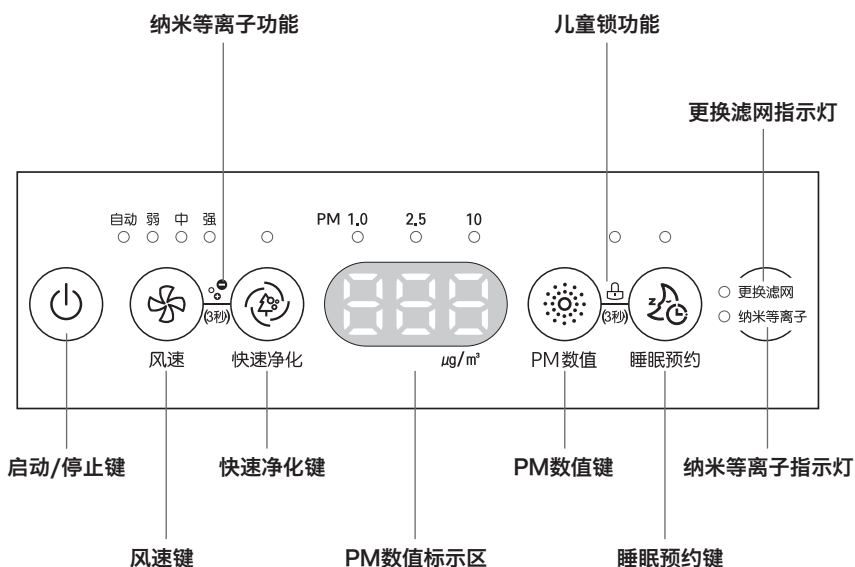 纳米等离子功能
儿童锁功能
更换滤网指示灯
自动 弱 中 强
PM 1.0 2.5 10
(3秒)
(3秒)
更换滤网
纳米等离子
风速
快速净化
μg/m³
PM数值
睡眠预约
启动/停止键
快速净化键
PM数值键
纳米等离子指示灯
风速键
PM数值标示区
睡眠预约键